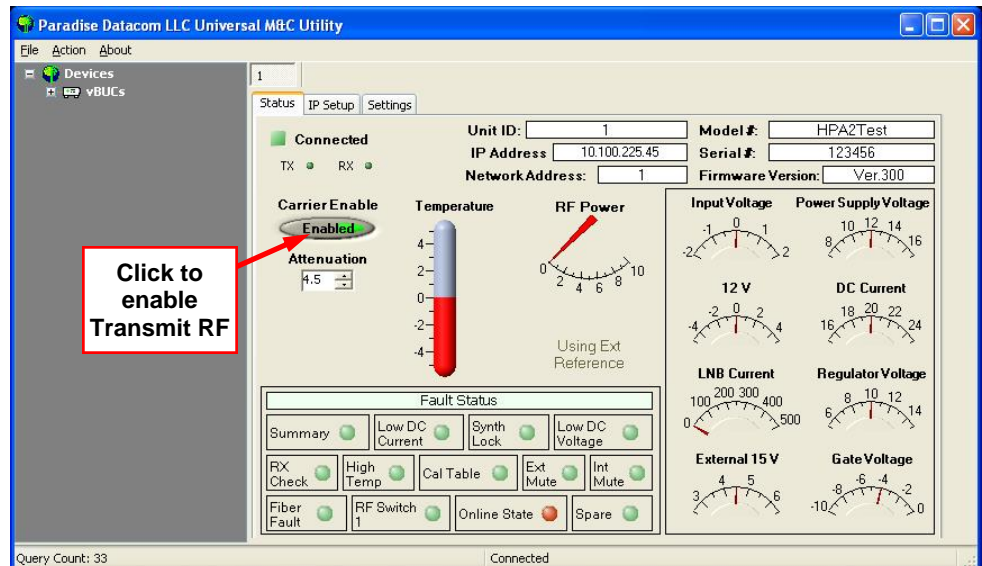 Paradise Datacom LLC Universal M&C Utility
File Action About
Devices
vBUCs
1
Status IP Setup Settings
Connected
TX RX
Unit ID: 1
IP Address 10.100.225.45
Network Address: 1
Model #: HPA2Test
Serial #: 123456
Firmware Version: Ver.300
Carrier Enable
Enabled
Attenuation
4.5
Click to
enable
Transmit RF
Temperature
4
2
0
-2
-4
RF Power
0 2 4 6 8 10
Using Ext
Reference
Input Voltage
-2 -1 0 1 2
Power Supply Voltage
8 10 12 14 16
12 V
-4 -2 0 2 4
DC Current
16 18 20 22 24
LNB Current
0 100 200 300 400 500
Regulator Voltage
6 8 10 12 14
External 15 V
3 4 5 6
Gate Voltage
-10 -8 -6 -4 -2 0
Fault Status
Summary
Low DC
Current
Synth
Lock
Low DC
Voltage
RX
Check
High
Temp
Cal Table
Ext
Mute
Int
Mute
Fiber
Fault
RF Switch
1
Online State
Spare
Query Count: 33
Connected